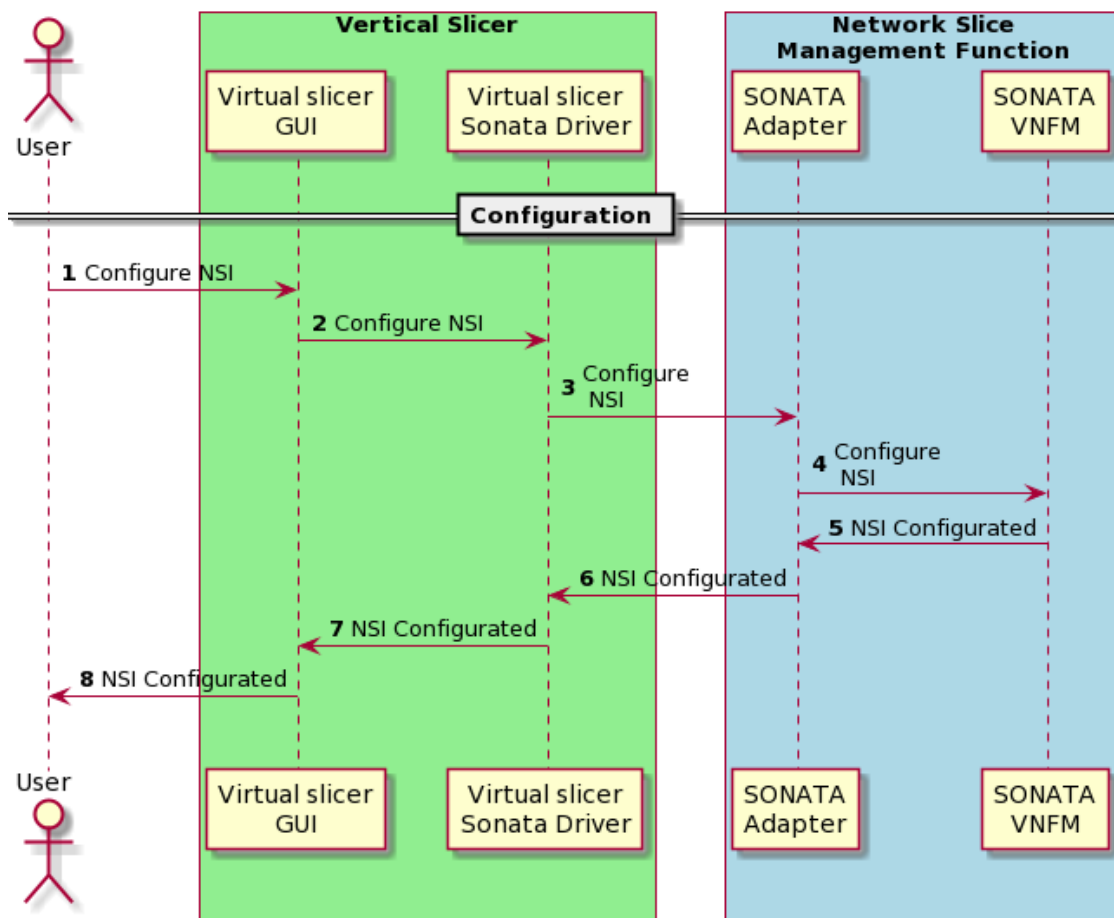 Vertical Slicer
Network Slice
Management Function
Virtual slicer
GUI
Virtual slicer
Sonata Driver
SONATA
Adapter
SONATA
VNFM
User
Configuration
1 Configure NSI
2 Configure NSI
3 Configure
NSI
4 Configure
NSI
5 NSI Configurated
6 NSI Configurated
7 NSI Configurated
8 NSI Configurated
User
Virtual slicer
GUI
Virtual slicer
Sonata Driver
SONATA
Adapter
SONATA
VNFM